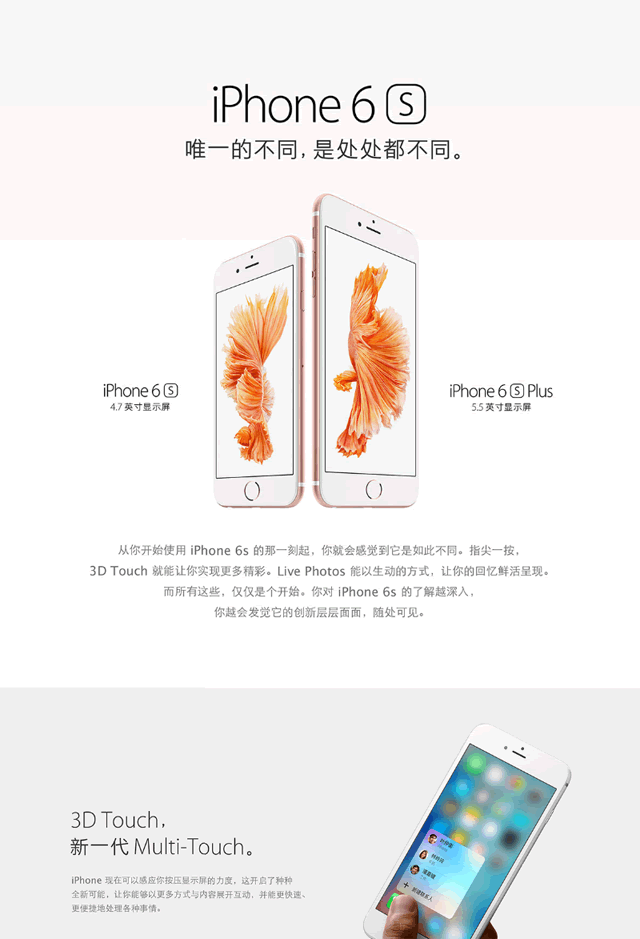 iPhone 6 S
唯一的不同，是处处都不同。
iPhone 6 S
4.7 英寸显示屏
iPhone 6 S Plus
5.5 英寸显示屏
从你开始使用 iPhone 6s 的那一刻起，你就会感觉到它是如此不同。指尖一按，
3D Touch 就能让你实现更多精彩。Live Photos 能以生动的方式，让你的回忆鲜活呈现。
而所有这些，仅仅是个开始。你对 iPhone 6s 的了解越深入，
你越会发觉它的创新层层面面，随处可见。
3D Touch，
新一代 Multi-Touch。
iPhone 现在可以感应你按压显示屏的力度，这开启了种种
全新可能，让你能够以更多方式与内容展开互动，并能更快速、
更便捷地处理各种事情。